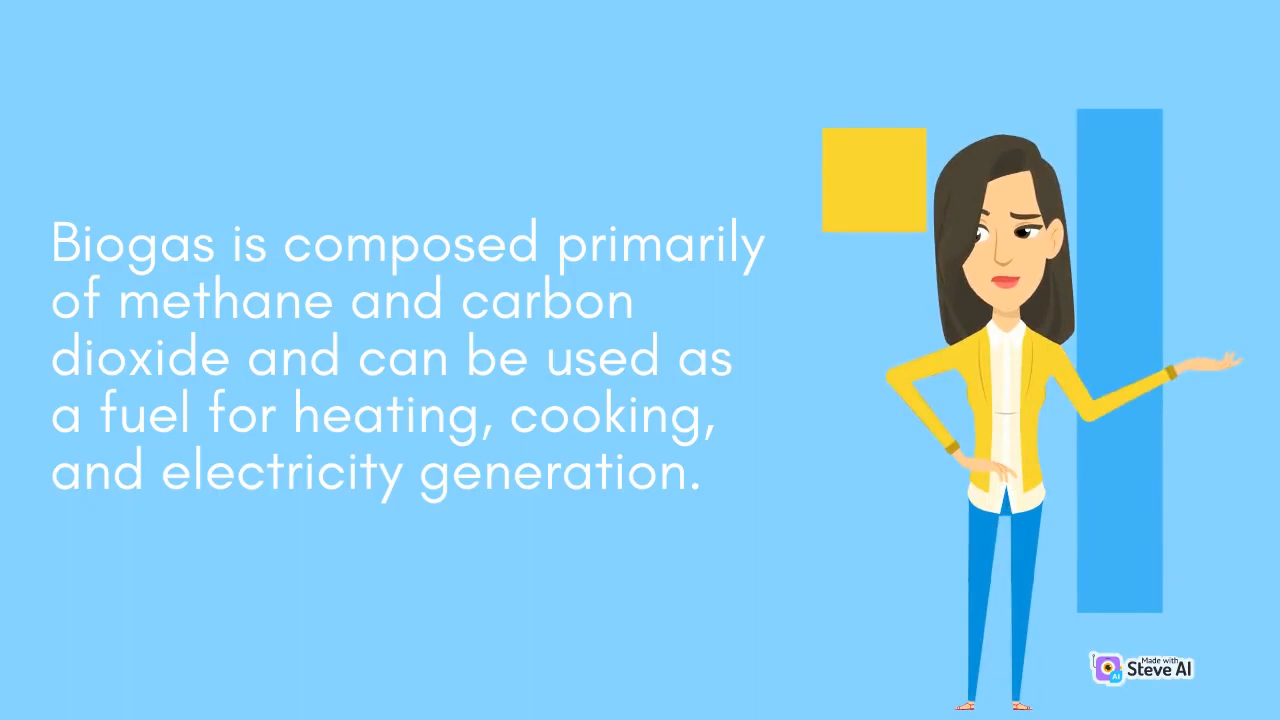 Biogas is composed primarily
of methane and carbon
dioxide and can be used as
a fuel for heating, cooking,
and electricity generation.
Made with
Steve AI
AI